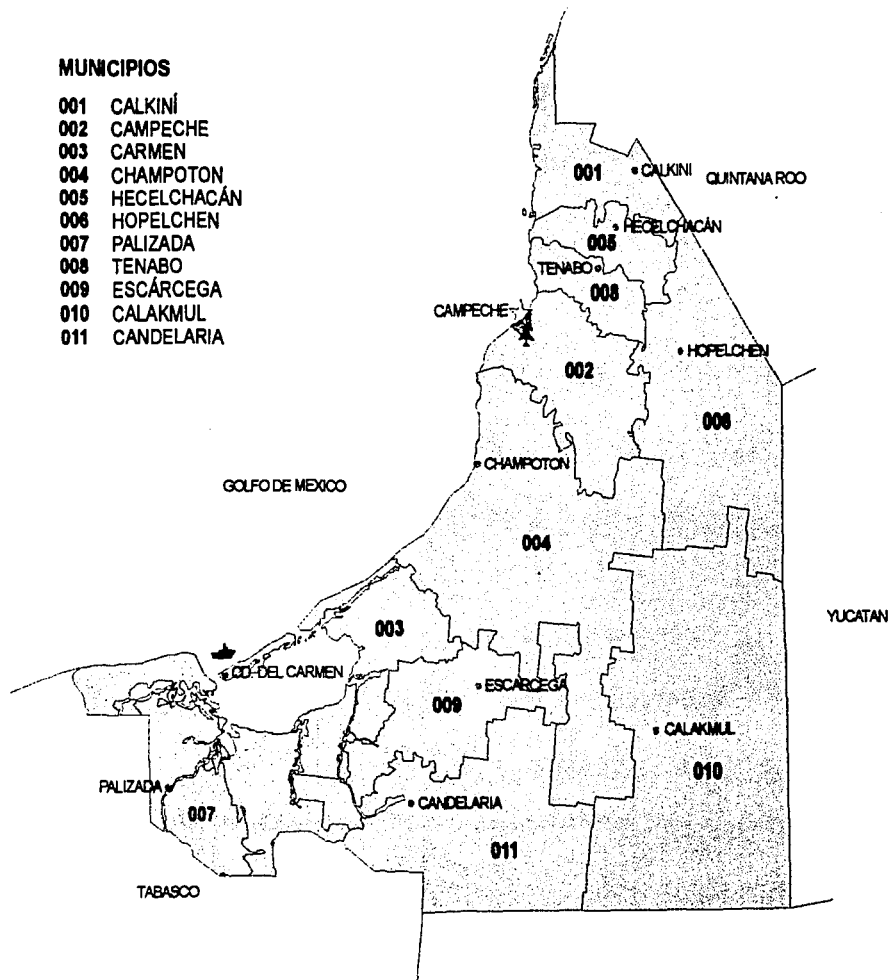 MUNICIPIOS
001 CALKINÍ
002 CAMPECHE
003 CARMEN
004 CHAMPOTON
005 HECELCHACÁN
006 HOPELCHEN
007 PALIZADA
008 TENABO
009 ESCÁRCEGA
010 CALAKMUL
011 CANDELARIA
001
CALKINI
QUINTANA ROO
HECELCHACÁN
005
TENABO
008
CAMPECHE
HOPELCHEN
002
006
CHAMPOTON
GOLFO DE MEXICO
004
YUCATAN
003
CD. DEL CARMEN
ESCARCEGA
009
CALAKMUL
010
PALIZADA
CANDELARIA
007
011
TABASCO